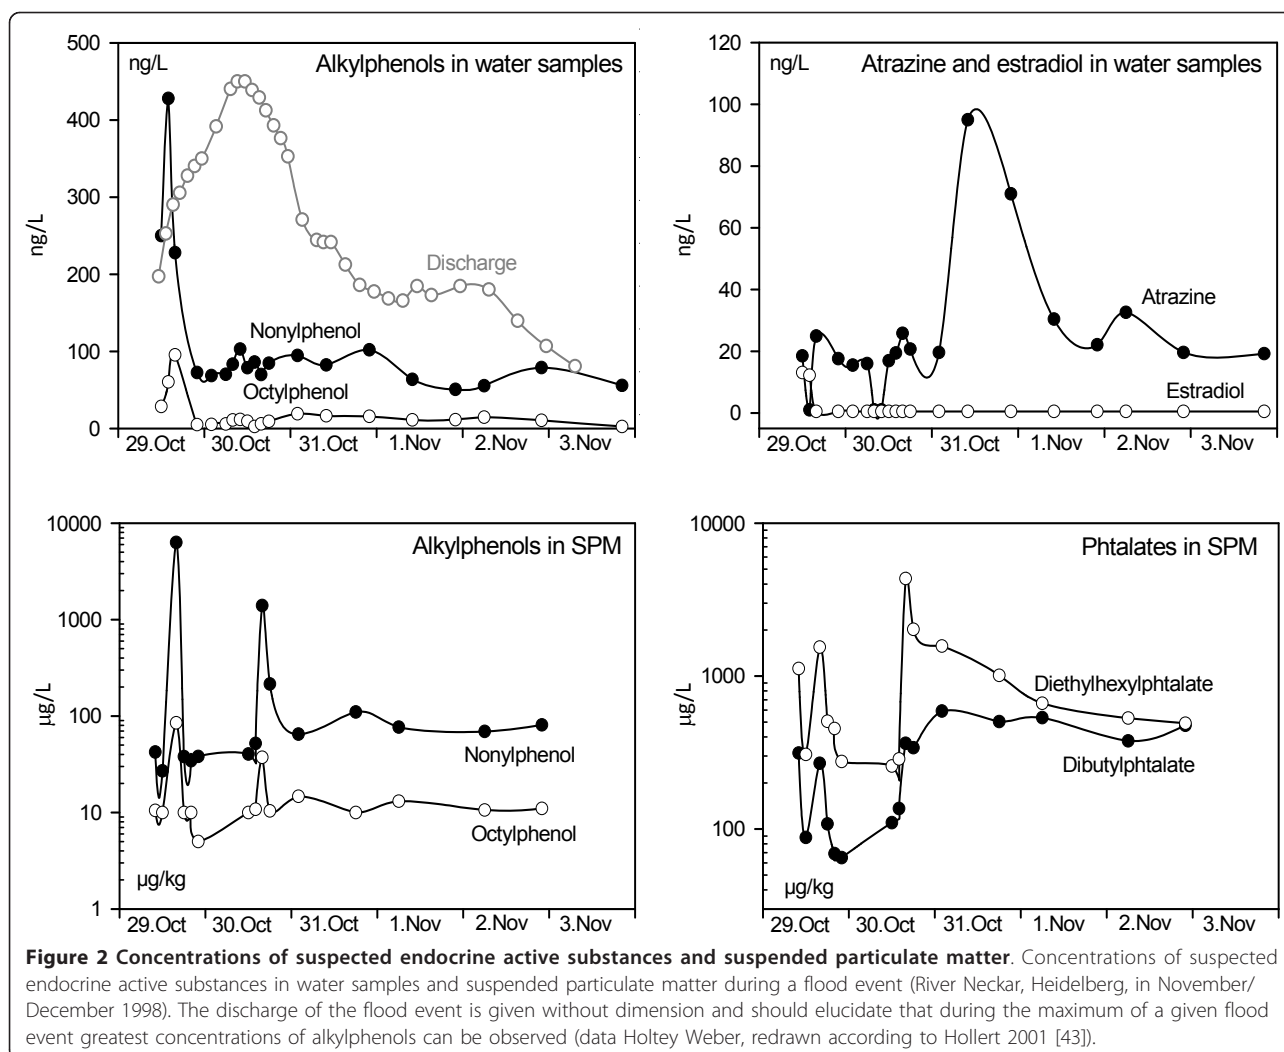 500
400
300
200
100
0
ng/L
ng/L
Alkylphenols in water samples
Discharge
Nonylphenol
Octylphenol
29.Oct 30.Oct 31.Oct 1.Nov 2.Nov 3.Nov
120
100
80
60
40
20
0
ng/L
ng/L
Atrazine and estradiol in water samples
Atrazine
Estradiol
29.Oct 30.Oct 31.Oct 1.Nov 2.Nov 3.Nov
10000
1000
100
10
1
µg/L
Alkylphenols in SPM
Nonylphenol
Octylphenol
µg/kg
29.Oct 30.Oct 31.Oct 1.Nov 2.Nov 3.Nov
10000
1000
100
µg/L
Phtalates in SPM
Diethylhexylphtalate
Dibutylphtalate
µg/kg
29.Oct 30.Oct 31.Oct 1.Nov 2.Nov 3.Nov
Figure 2 Concentrations of suspected endocrine active substances and suspended particulate matter. Concentrations of suspected
endocrine active substances in water samples and suspended particulate matter during a flood event (River Neckar, Heidelberg, in November/
December 1998). The discharge of the flood event is given without dimension and should elucidate that during the maximum of a given flood
event greatest concentrations of alkylphenols can be observed (data Holtey Weber, redrawn according to Hollert 2001 [43]).